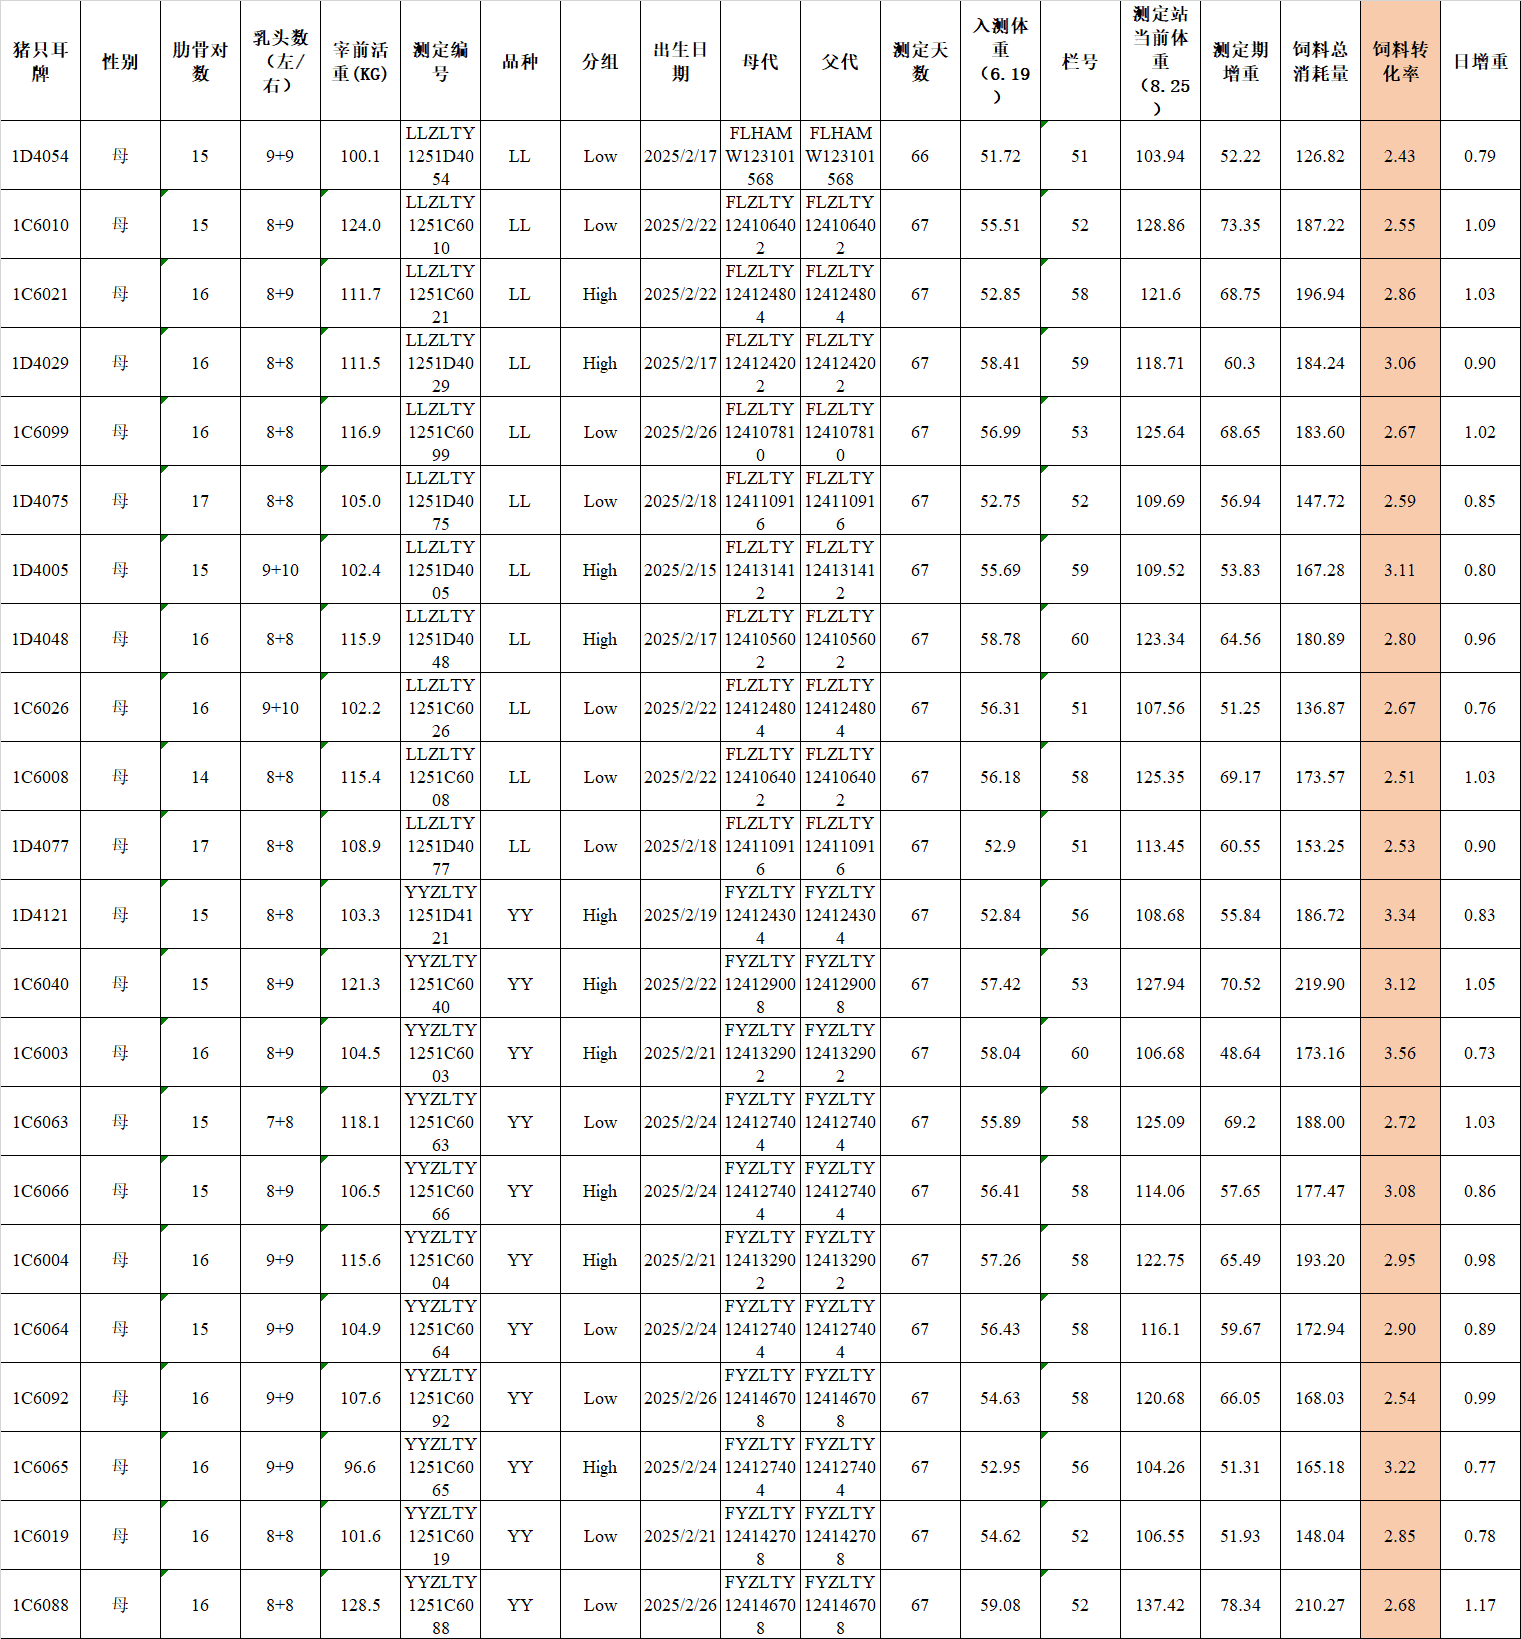 猪只耳牌 性别 肋骨对数 乳头数（左/右） 宰前活重(KG) 测定编号 品种 分组 出生日期 母代 父代 测定天数 入测体重（6.19） 栏号 测定站当前体重（8.25） 测定期增重 饲料总消耗量 饲料转化率 日增重
1D4054 母 15 9+9 100.1 LLZLTY1251D4054 LL Low 2025/2/17 FLHAMW123101568 FLHAMW123101568 66 51.72 51 103.94 52.22 126.82 2.43 0.79
1C6010 母 15 8+9 124.0 LLZLTY1251C6010 LL Low 2025/2/22 FLZLTY124106402 FLZLTY124106402 67 55.51 52 128.86 73.35 187.22 2.55 1.09
1C6021 母 16 8+9 111.7 LLZLTY1251C6021 LL High 2025/2/22 FLZLTY124124804 FLZLTY124124804 67 52.85 58 121.6 68.75 196.94 2.86 1.03
1D4029 母 16 8+8 111.5 LLZLTY1251D4029 LL High 2025/2/17 FLZLTY124124202 FLZLTY124124202 67 58.41 59 118.71 60.3 184.24 3.06 0.90
1C6099 母 16 8+8 116.9 LLZLTY1251C6099 LL Low 2025/2/26 FLZLTY124107810 FLZLTY124107810 67 56.99 53 125.64 68.65 183.60 2.67 1.02
1D4075 母 17 8+8 105.0 LLZLTY1251D4075 LL Low 2025/2/18 FLZLTY124110916 FLZLTY124110916 67 52.75 52 109.69 56.94 147.72 2.59 0.85
1D4005 母 15 9+10 102.4 LLZLTY1251D4005 LL High 2025/2/15 FLZLTY124131412 FLZLTY124131412 67 55.69 59 109.52 53.83 167.28 3.11 0.80
1D4048 母 16 8+8 115.9 LLZLTY1251D4048 LL High 2025/2/17 FLZLTY124105602 FLZLTY124105602 67 58.78 60 123.34 64.56 180.89 2.80 0.96
1C6026 母 16 9+10 102.2 LLZLTY1251C6026 LL Low 2025/2/22 FLZLTY124124804 FLZLTY124124804 67 56.31 51 107.56 51.25 136.87 2.67 0.76
1C6008 母 14 8+8 115.4 LLZLTY1251C6008 LL Low 2025/2/22 FLZLTY124106402 FLZLTY124106402 67 56.18 58 125.35 69.17 173.57 2.51 1.03
1D4077 母 17 8+8 108.9 LLZLTY1251D4077 LL Low 2025/2/18 FLZLTY124110916 FLZLTY124110916 67 52.9 51 113.45 60.55 153.25 2.53 0.90
1D4121 母 15 8+8 103.3 YYZLTY1251D4121 YY High 2025/2/19 FYZLTY124124304 FYZLTY124124304 67 52.84 56 108.68 55.84 186.72 3.34 0.83
1C6040 母 15 8+9 121.3 YYZLTY1251C6040 YY High 2025/2/22 FYZLTY124129008 FYZLTY124129008 67 57.42 53 127.94 70.52 219.90 3.12 1.05
1C6003 母 16 8+9 104.5 YYZLTY1251C6003 YY High 2025/2/21 FYZLTY124132902 FYZLTY124132902 67 58.04 60 106.68 48.64 173.16 3.56 0.73
1C6063 母 15 7+8 118.1 YYZLTY1251C6063 YY Low 2025/2/24 FYZLTY124127404 FYZLTY124127404 67 55.89 58 125.09 69.2 188.00 2.72 1.03
1C6066 母 15 8+9 106.5 YYZLTY1251C6066 YY High 2025/2/24 FYZLTY124127404 FYZLTY124127404 67 56.41 58 114.06 57.65 177.47 3.08 0.86
1C6004 母 16 9+9 115.6 YYZLTY1251C6004 YY High 2025/2/21 FYZLTY124132902 FYZLTY124132902 67 57.26 58 122.75 65.49 193.20 2.95 0.98
1C6064 母 15 9+9 104.9 YYZLTY1251C6064 YY Low 2025/2/24 FYZLTY124127404 FYZLTY124127404 67 56.43 58 116.1 59.67 172.94 2.90 0.89
1C6092 母 16 9+9 107.6 YYZLTY1251C6092 YY Low 2025/2/26 FYZLTY124146708 FYZLTY124146708 67 54.63 58 120.68 66.05 168.03 2.54 0.99
1C6065 母 16 9+9 96.6 YYZLTY1251C6065 YY High 2025/2/24 FYZLTY124127404 FYZLTY124127404 67 52.95 56 104.26 51.31 165.18 3.22 0.77
1C6019 母 16 8+8 101.6 YYZLTY1251C6019 YY Low 2025/2/21 FYZLTY124142708 FYZLTY124142708 67 54.62 52 106.55 51.93 148.04 2.85 0.78
1C6088 母 16 8+8 128.5 YYZLTY1251C6088 YY Low 2025/2/26 FYZLTY124146708 FYZLTY124146708 67 59.08 52 137.42 78.34 210.27 2.68 1.17